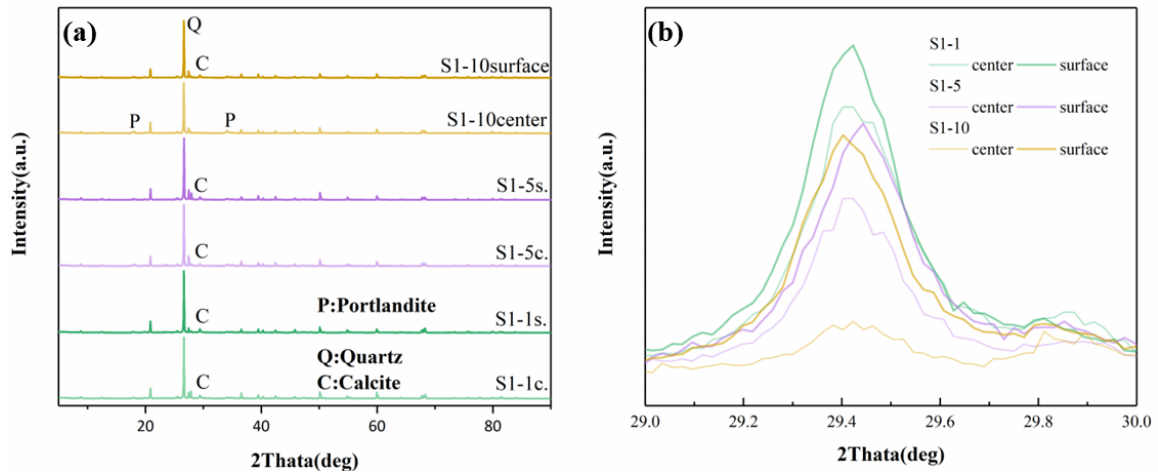 (a)
Q
C
S1-10surface
P
P
S1-10center
C
S1-5s.
C
S1-5c.
P:Portlandite
C
S1-1s.
Q:Quartz
C:Calcite
C
S1-1c.
Intensity(a.u.)
20 40 60 80
2Thata(deg)
(b)
S1-1
center surface
S1-5
center surface
S1-10
center surface
Intensity(a.u.)
29.0 29.2 29.4 29.6 29.8 30.0
2Thata(deg)